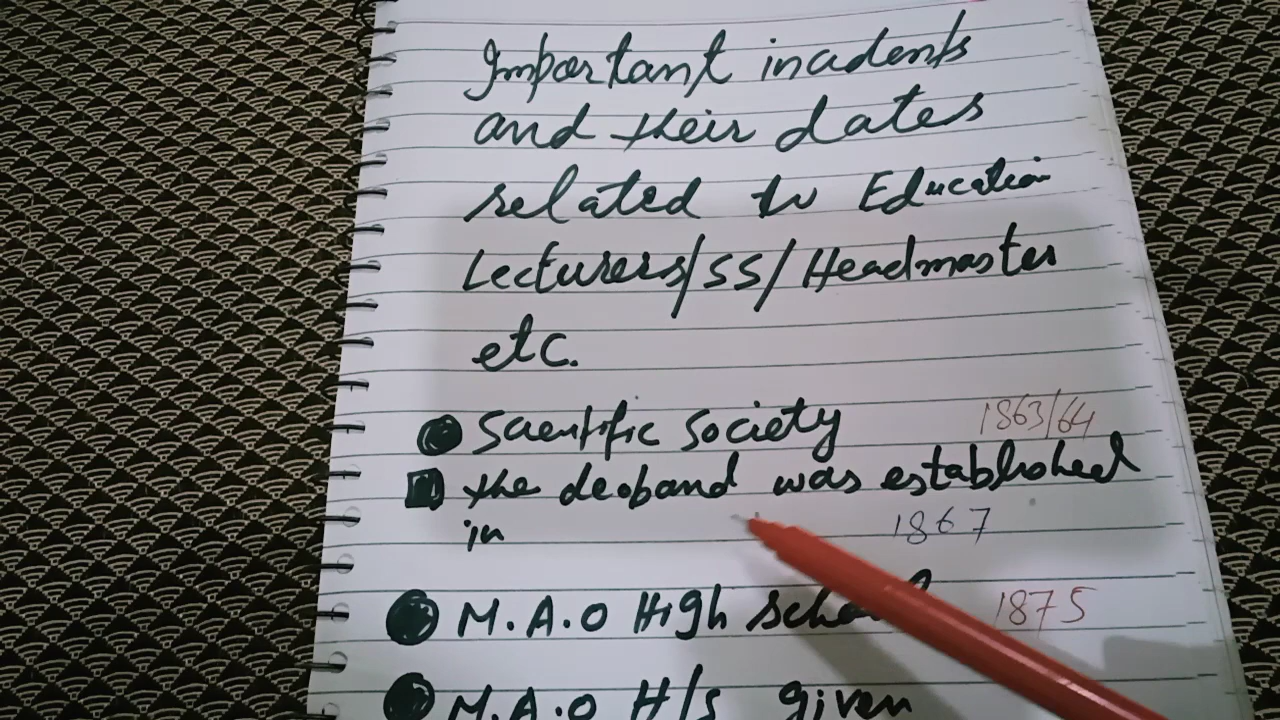 Important incidents
and their dates
related to Education
Lecturers/SS/Headmaster
etc.
Scientific Society 1863/64
the deoband was established
in 1867
M.A.O High school 1875
M.A.O H/s given